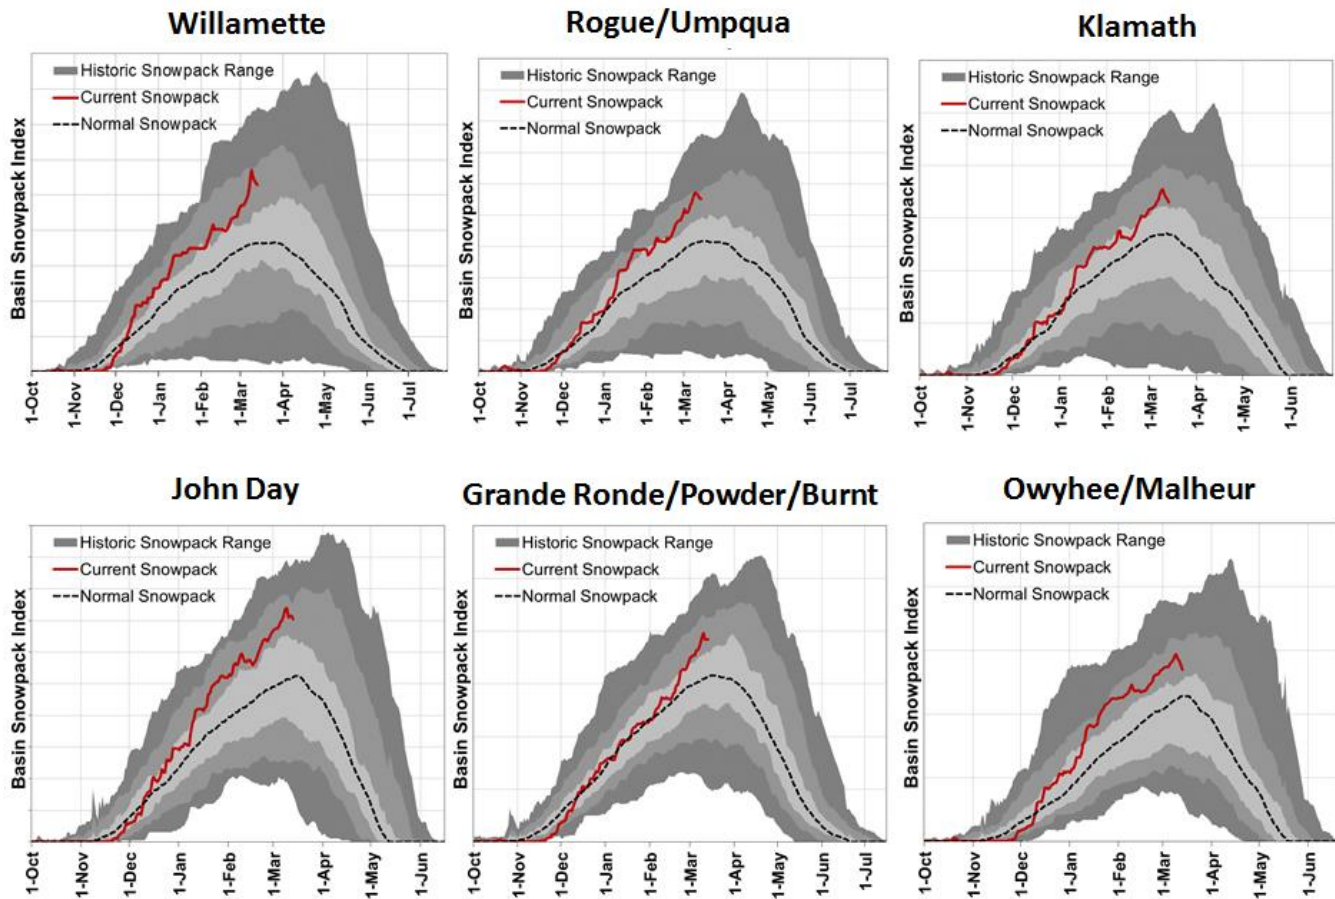 Willamette
Historic Snowpack Range
Current Snowpack
Normal Snowpack
Basin Snowpack Index
1-Oct
1-Nov
1-Dec
1-Jan
1-Feb
1-Mar
1-Apr
1-May
1-Jun
1-Jul
Rogue/Umpqua
Historic Snowpack Range
Current Snowpack
Normal Snowpack
Basin Snowpack Index
1-Oct
1-Nov
1-Dec
1-Jan
1-Feb
1-Mar
1-Apr
1-May
1-Jun
1-Jul
Klamath
Historic Snowpack Range
Current Snowpack
Normal Snowpack
Basin Snowpack Index
1-Oct
1-Nov
1-Dec
1-Jan
1-Feb
1-Mar
1-Apr
1-May
1-Jun
John Day
Historic Snowpack Range
Current Snowpack
Normal Snowpack
Basin Snowpack Index
1-Oct
1-Nov
1-Dec
1-Jan
1-Feb
1-Mar
1-Apr
1-May
1-Jun
Grande Ronde/Powder/Burnt
Historic Snowpack Range
Current Snowpack
Normal Snowpack
Basin Snowpack Index
1-Oct
1-Nov
1-Dec
1-Jan
1-Feb
1-Mar
1-Apr
1-May
1-Jun
1-Jul
Owyhee/Malheur
Historic Snowpack Range
Current Snowpack
Normal Snowpack
Basin Snowpack Index
1-Oct
1-Nov
1-Dec
1-Jan
1-Feb
1-Mar
1-Apr
1-May
1-Jun